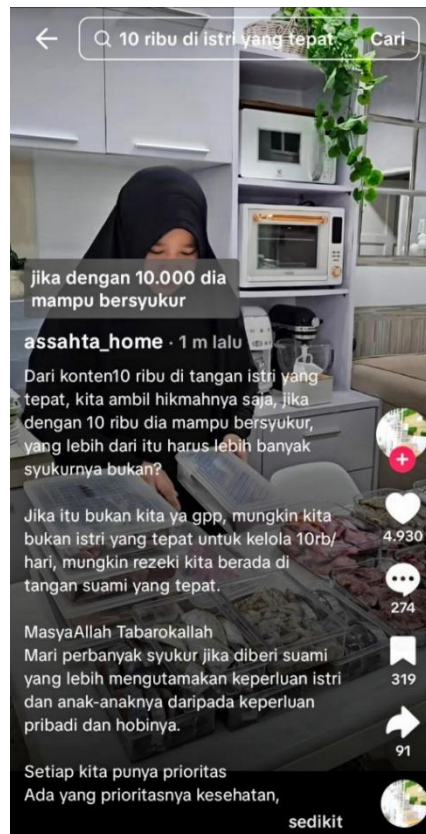 10 ribu di istri yang tepat
Cari
jika dengan 10.000 dia
mampu bersyukur
assahta_home · 1 m lalu
Dari konten10 ribu di tangan istri yang
tepat, kita ambil hikmahnya saja, jika
dengan 10 ribu dia mampu bersyukur,
yang lebih dari itu harus lebih banyak
syukurnya bukan?
Jika itu bukan kita ya gpp, mungkin kita
bukan istri yang tepat untuk kelola 10rb/
hari, mungkin rezeki kita berada di
tangan suami yang tepat.
MasyaAllah Tabarokallah
Mari perbanyak syukur jika diberi suami
yang lebih mengutamakan keperluan istri
dan anak-anaknya daripada keperluan
pribadi dan hobinya.
Setiap kita punya prioritas
Ada yang prioritasnya kesehatan,
sedikit
4.930
274
319
91